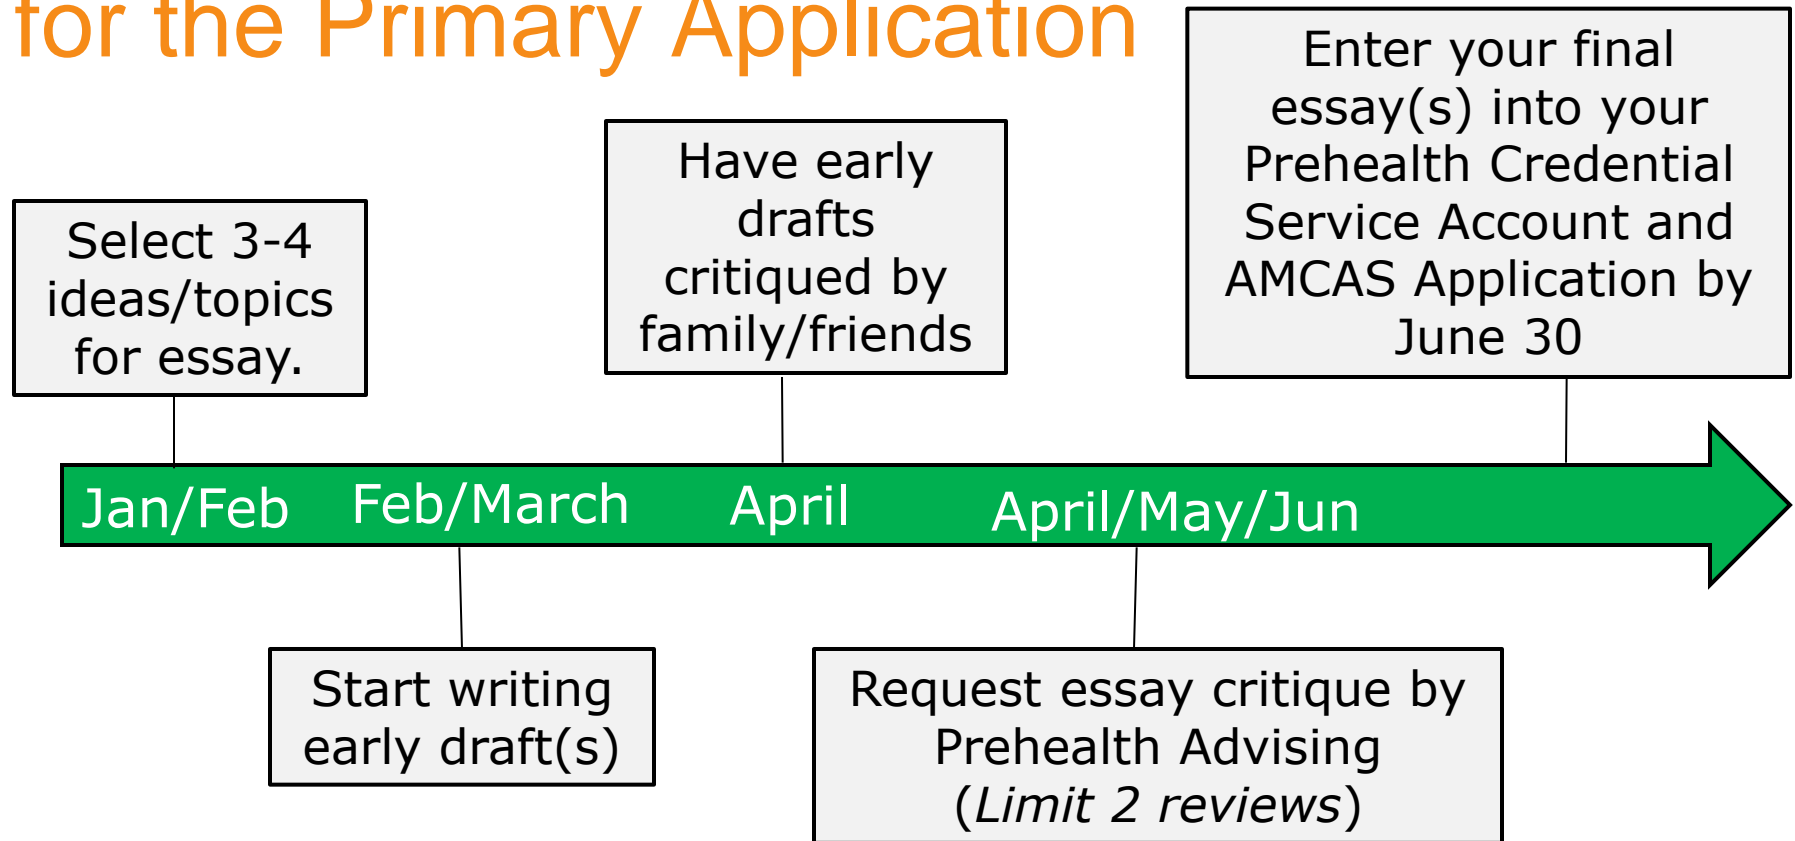 for the Primary Application
Enter your final
essay(s) into your
Prehealth Credential
Service Account and
AMCAS Application by
June 30
Have early
drafts
critiqued by
family/friends
Select 3-4
ideas/topics
for essay.
Jan/Feb
Feb/March
April
April/May/Jun
Start writing
early draft(s)
Request essay critique by
Prehealth Advising
(Limit 2 reviews)